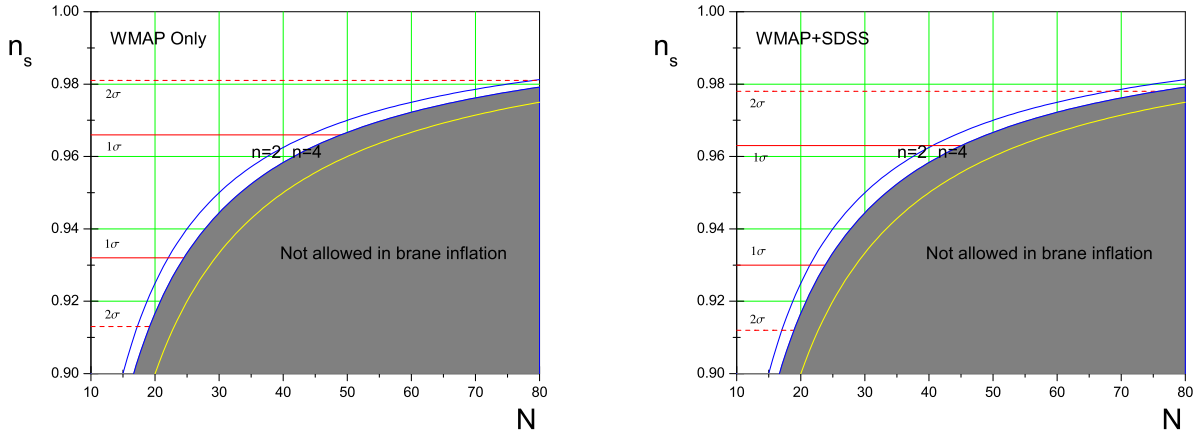 n_s
WMAP Only
1.00
0.98
0.96
0.94
0.92
0.90
2σ
1σ
1σ
2σ
n=2 n=4
Not allowed in brane inflation
10 20 30 40 50 60 70 80
N
n_s
WMAP+SDSS
1.00
0.98
0.96
0.94
0.92
0.90
2σ
1σ
1σ
2σ
n=2 n=4
Not allowed in brane inflation
10 20 30 40 50 60 70 80
N